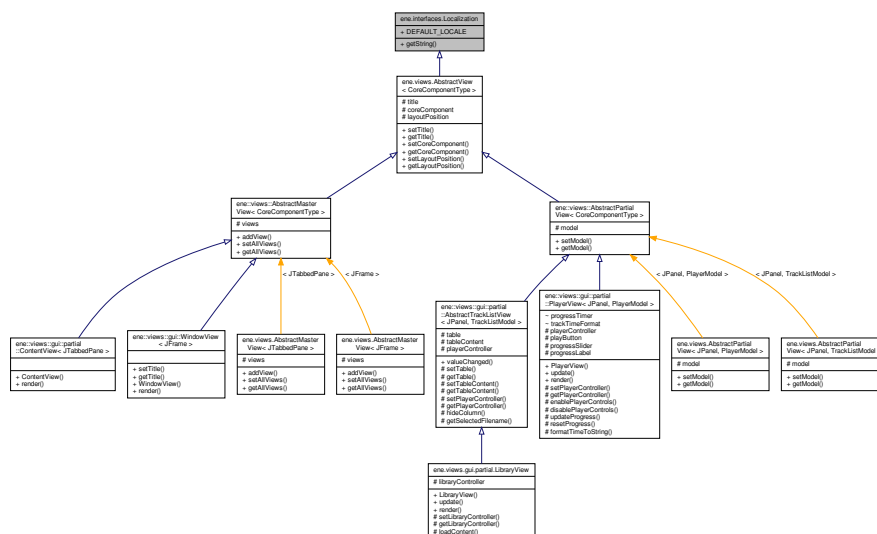 ene.interfaces.Localization
+ DEFAULT_LOCALE
+ getString()
ene.views.AbstractView
< CoreComponentType >
# title
# coreComponent
# layoutPosition
+ setTitle()
+ getTitle()
+ setCoreComponent()
+ getCoreComponent()
+ setLayoutPosition()
+ getLayoutPosition()
ene::views::AbstractMaster
View< CoreComponentType >
# views
+ addView()
+ setAllViews()
+ getAllViews()
ene::views::AbstractPartial
View< CoreComponentType >
# model
+ setModel()
+ getModel()
< JTabbedPane >
< JFrame >
< JPanel, PlayerModel >
< JPanel, TrackListModel >
ene::views::gui::partial
::ContentView< JTabbedPane >
+ ContentView()
+ render()
ene::views::gui::WindowView
< JFrame >
+ setTitle()
+ getTitle()
+ WindowView()
+ render()
ene.views.AbstractMaster
View< JTabbedPane >
# views
+ addView()
+ setAllViews()
+ getAllViews()
ene.views.AbstractMaster
View< JFrame >
# views
+ addView()
+ setAllViews()
+ getAllViews()
ene::views::gui::partial
::AbstractTrackListView
< JPanel, TrackListModel >
# table
# tableContent
# playerController
+ valueChanged()
# setTable()
# getTable()
# setTableContent()
# getTableContent()
# setPlayerController()
# getPlayerController()
# hideColumn()
# getSelectedFilename()
ene::views::gui::partial
::PlayerView< JPanel, PlayerModel >
~ progressTimer
~ trackTimeFormat
# playerController
# playButton
# progressSlider
# progressLabel
+ PlayerView()
+ update()
+ render()
# setPlayerController()
# getPlayerController()
# enablePlayerControls()
# disablePlayerControls()
# updateProgress()
# resetProgress()
# formatTimeToString()
ene.views.AbstractPartial
View< JPanel, PlayerModel >
# model
+ setModel()
+ getModel()
ene.views.AbstractPartial
View< JPanel, TrackListModel
# model
+ setModel()
+ getModel()
ene.views.gui.partial.LibraryView
# libraryController
+ LibraryView()
+ update()
+ render()
# setLibraryController()
# getLibraryController()
# loadContent()